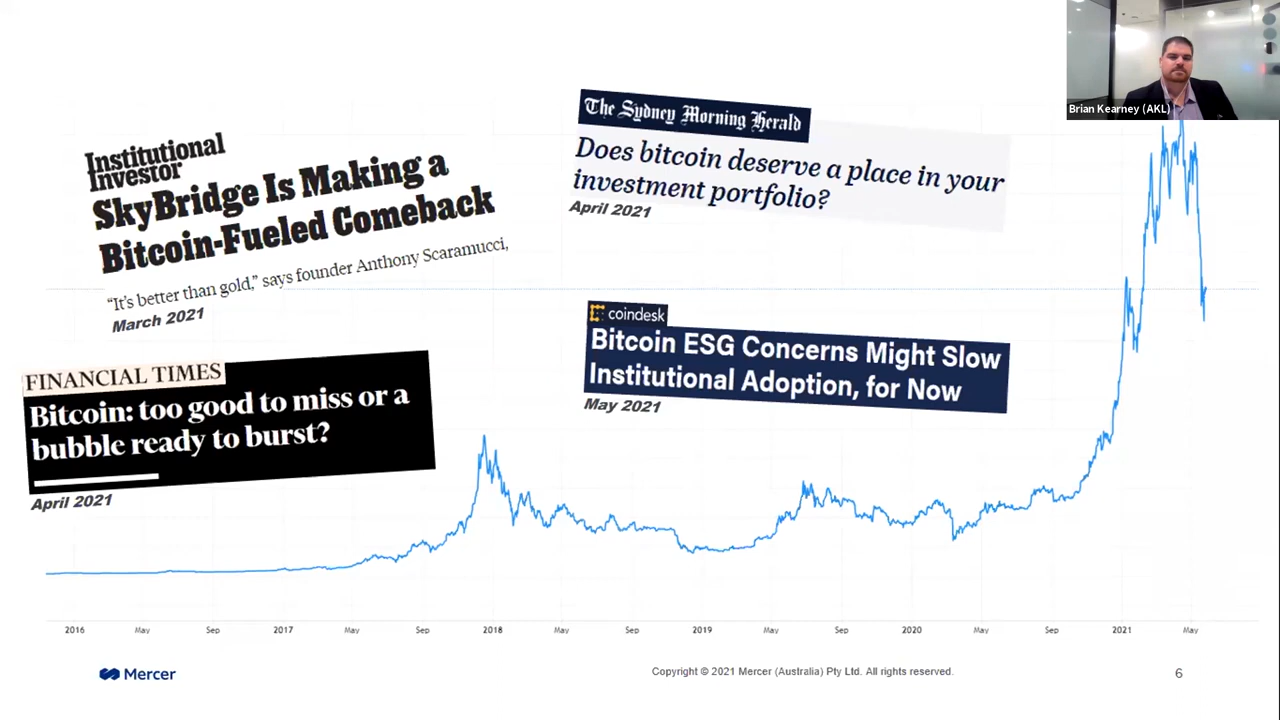 Brian Kearney (AKL)
Institutional
Investor
SkyBridge Is Making a
Bitcoin-Fueled Comeback
“It's better than gold,” says founder Anthony Scaramucci,
March 2021
The Sydney Morning Herald
Does bitcoin deserve a place in your
investment portfolio?
April 2021
FINANCIAL TIMES
Bitcoin: too good to miss or a
bubble ready to burst?
April 2021
coindesk
Bitcoin ESG Concerns Might Slow
Institutional Adoption, for Now
May 2021
2016 May Sep 2017 May Sep 2018 May Sep 2019 May Sep 2020 May Sep 2021 May
Mercer
Copyright © 2021 Mercer (Australia) Pty Ltd. All rights reserved.
6